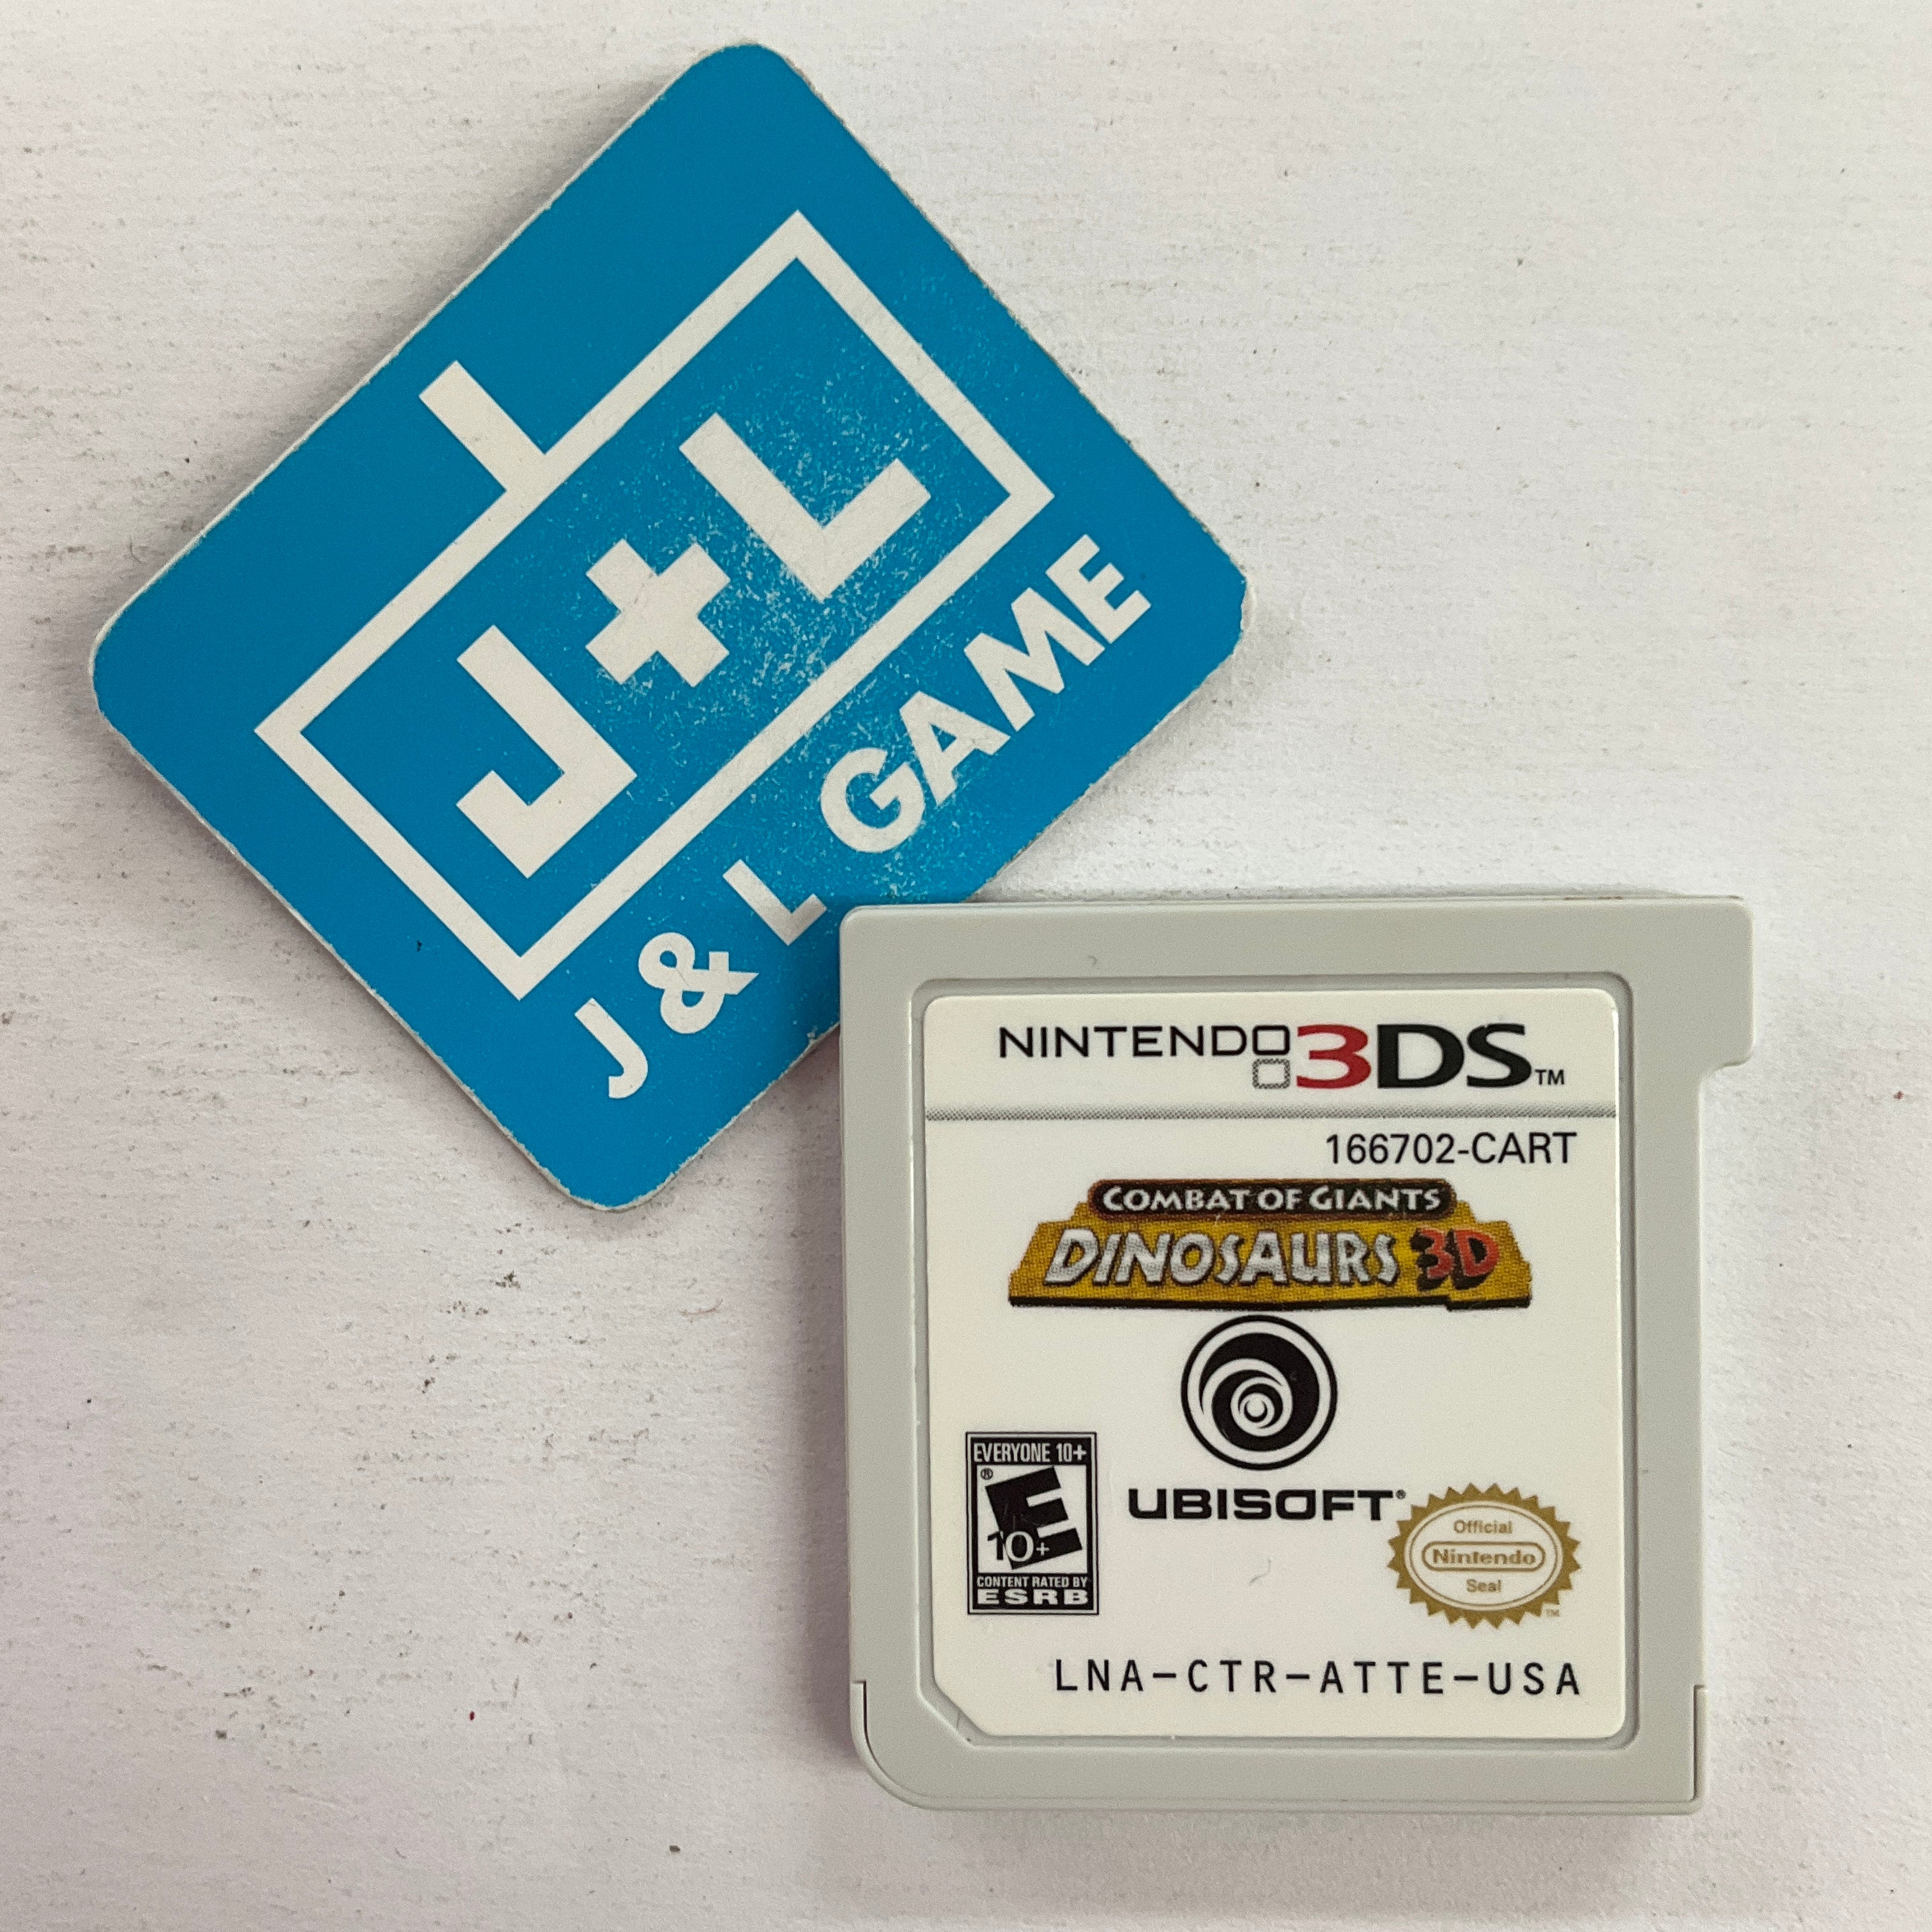 J+L
J & L GAME
NINTENDO 3DS™
166702-CART
COMBAT OF GIANTS
DINOSAURS 3D
EVERYONE 10+
®
E
10+
CONTENT RATED BY
ESRB
UBISOFT®
Official
Nintendo
Seal
™
LNA-CTR-ATTE-USA